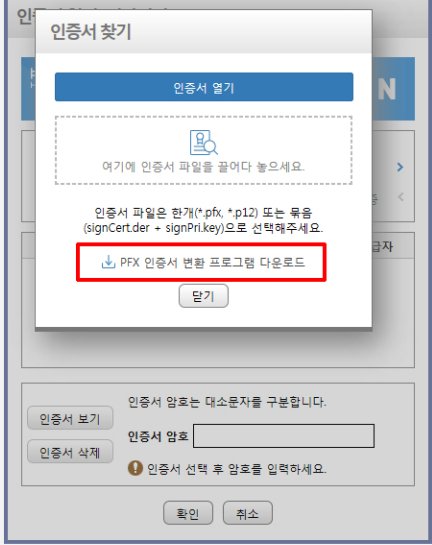 인증서 찾기
인증서 열기
N
여기에 인증서 파일을 끌어다 놓으세요.
인증서 파일은 한개(*.pfx, *.p12) 또는 묶음
(signCert.der + signPri.key)으로 선택해주세요.
급자
PFX 인증서 변환 프로그램 다운로드
닫기
인증서 암호는 대소문자를 구분합니다.
인증서 보기
인증서 암호
인증서 삭제
인증서 선택 후 암호를 입력하세요.
확인 취소